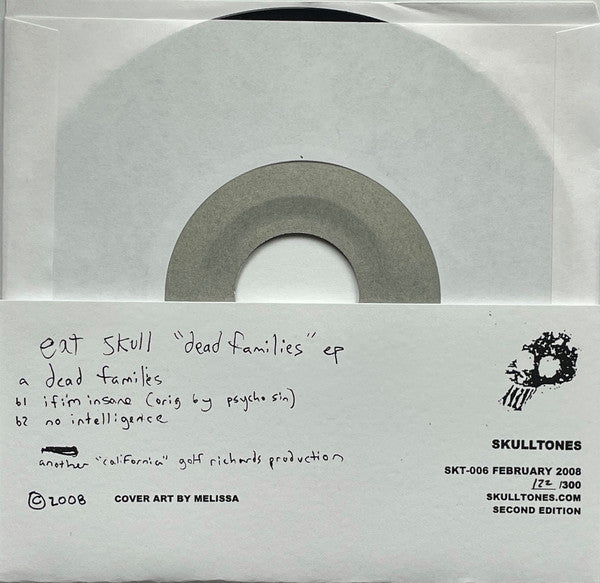 eat skull "dead families" ep
a dead families
b1 if i'm insane (orig by psycho sin)
b2 no intelligence
another "california" golf richards production
©2008
COVER ART BY MELISSA
SKULLTONES
SKT-006 FEBRUARY 2008
122 /300
SKULLTONES.COM
SECOND EDITION